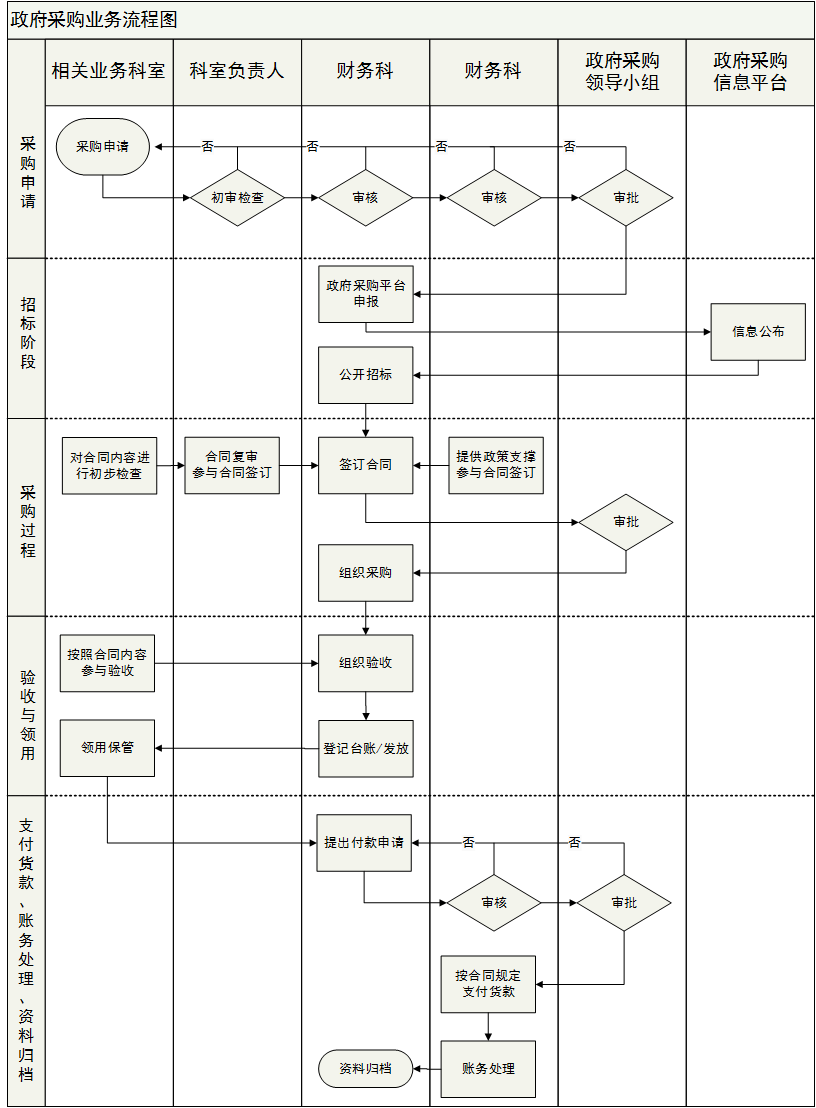 政府采购业务流程图
相关业务科室
科室负责人
财务科
财务科
政府采购
领导小组
政府采购
信息平台
采购申请
采购申请
否
否
否
否
初审检查
审核
审核
审批
招标阶段
政府采购平台
申报
信息公布
公开招标
采购过程
对合同内容进
行初步检查
合同复审
参与合同签订
签订合同
提供政策支撑
参与合同签订
审批
组织采购
验收与领用
按照合同内容
参与验收
组织验收
领用保管
登记台账/发放
支付货款、账务处理、资料归档
提出付款申请
否
否
审核
审批
按合同规定
支付货款
资料归档
账务处理